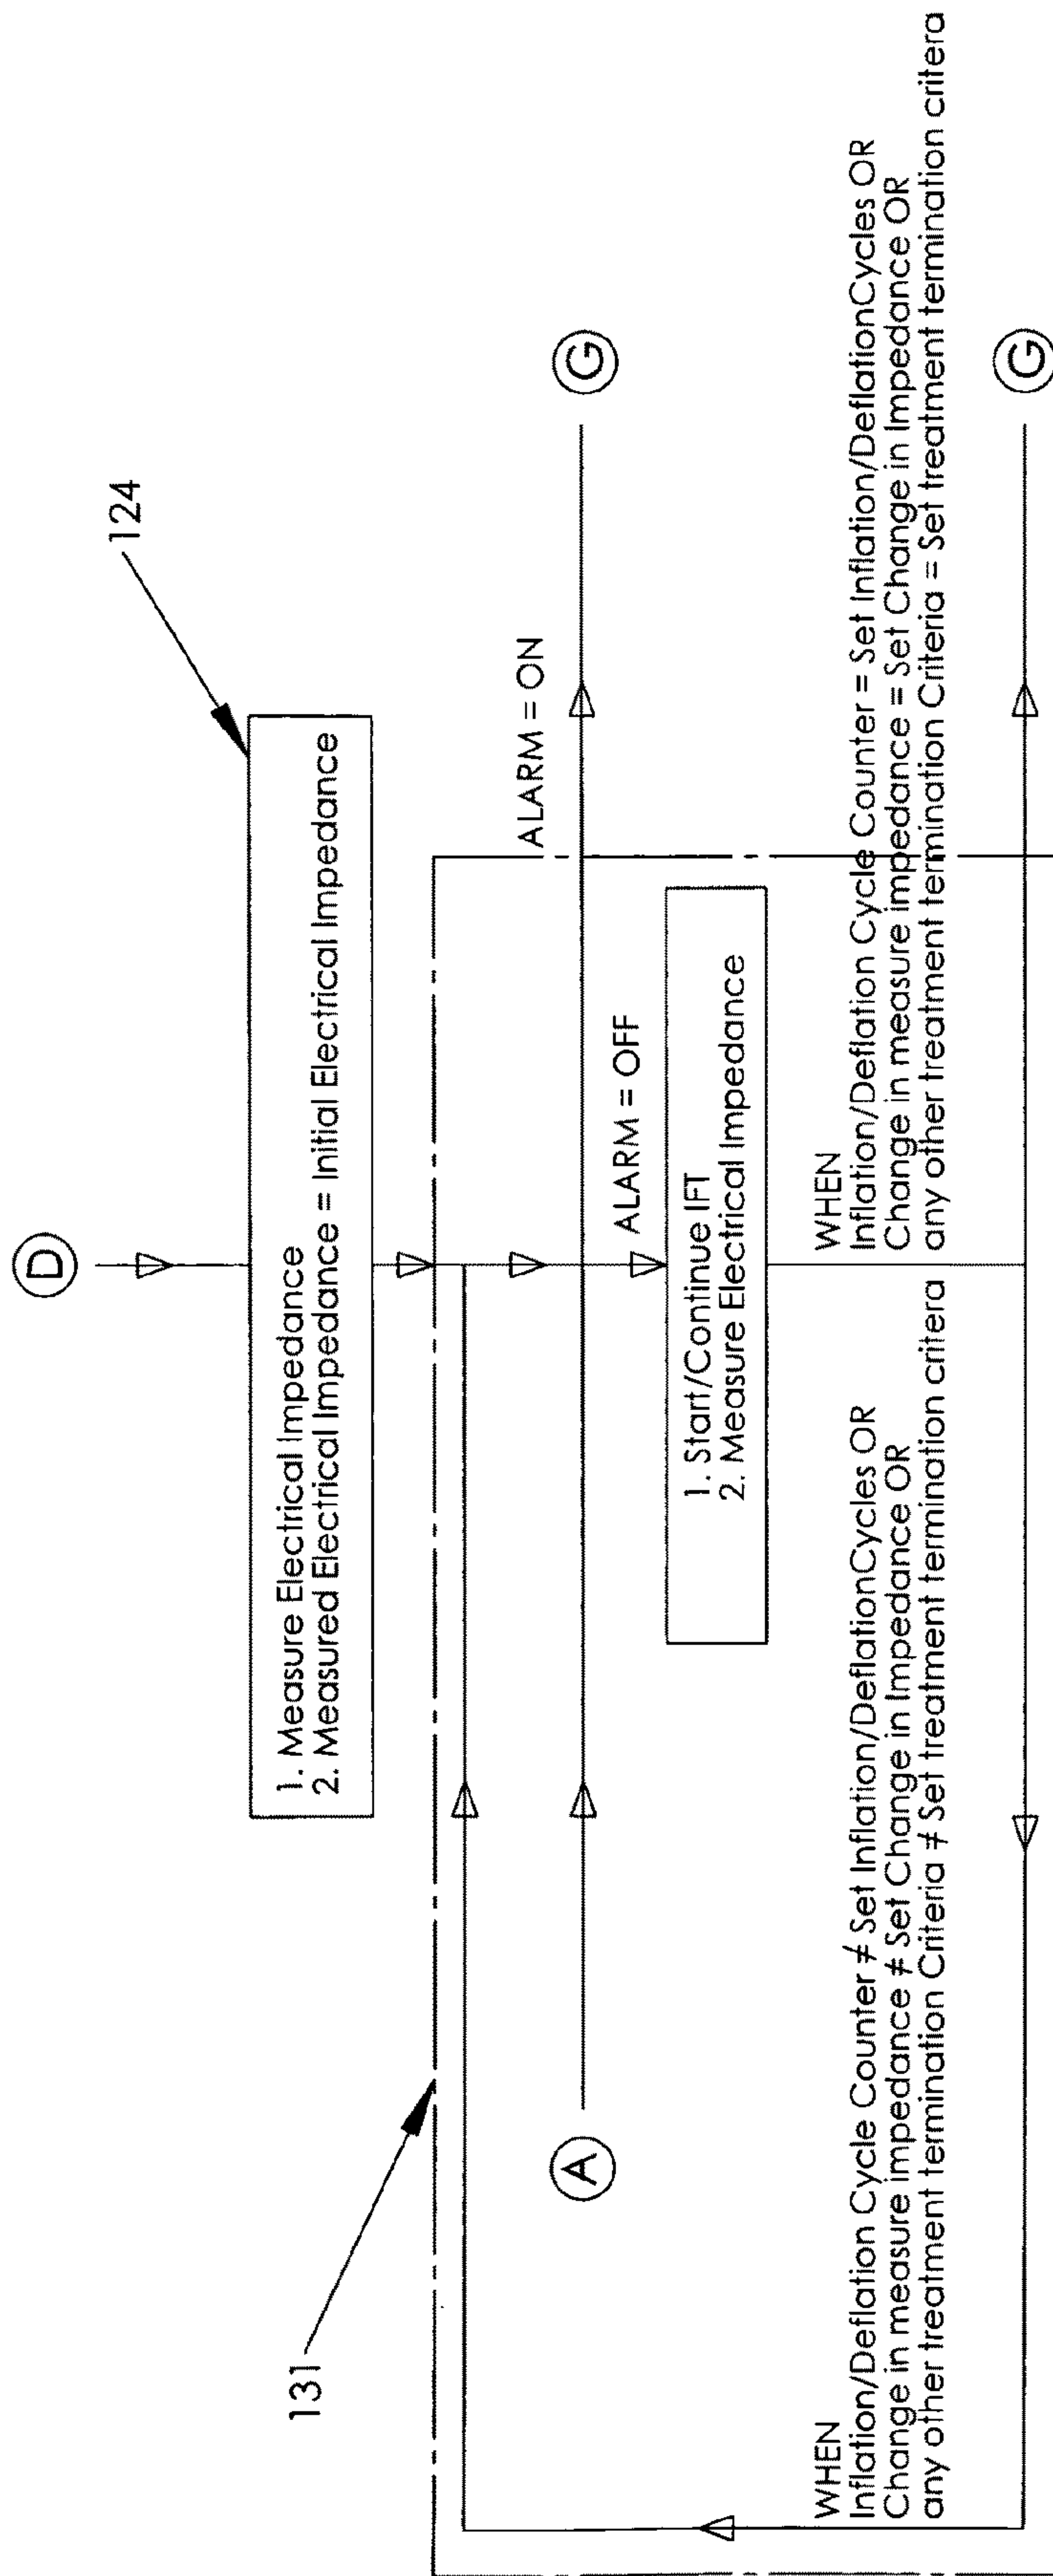 D
124
1. Measure Electrical Impedance
2. Measured Electrical Impedance = Initial Electrical Impedance
131
ALARM = ON
A
G
ALARM = OFF
1. Start/Continue IFT
2. Measure Electrical Impedance
WHEN
Inflation/Deflation Cycle Counter ≠ Set Inflation/DeflationCycles OR
Change in measure impedance ≠ Set Change in Impedance OR
any other treatment termination Criteria ≠ Set treatment termination critera
WHEN
Inflation/Deflation Cycle Counter = Set Inflation/DeflationCycles OR
Change in measure impedance = Set Change in Impedance OR
any other treatment termination Criteria = Set treatment termination critera
G